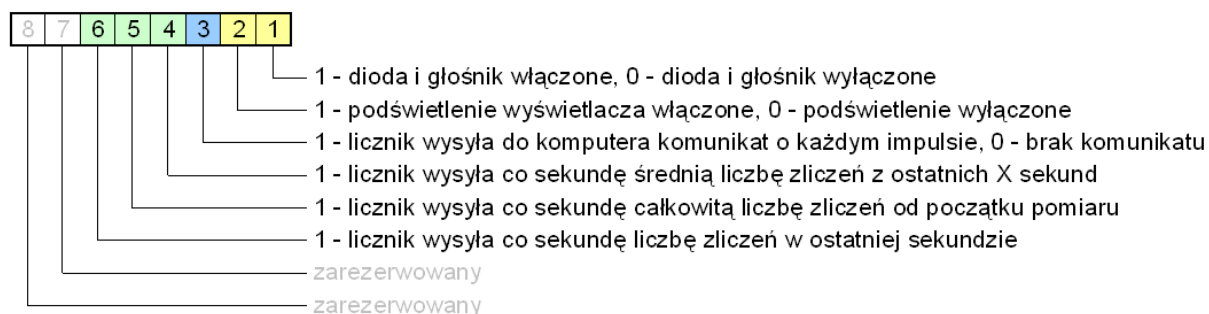 8 7 6 5 4 3 2 1
1 - dioda i głośnik włączone, 0 - dioda i głośnik wyłączone
1 - podświetlenie wyświetlacza włączone, 0 - podświetlenie wyłączone
1 - licznik wysyła do komputera komunikat o każdym impulsie, 0 - brak komunikatu
1 - licznik wysyła co sekundę średnią liczbę zliczeń z ostatnich X sekund
1 - licznik wysyła co sekundę całkowitą liczbę zliczeń od początku pomiaru
1 - licznik wysyła co sekundę liczbę zliczeń w ostatniej sekundzie
zarezerwowany
zarezerwowany